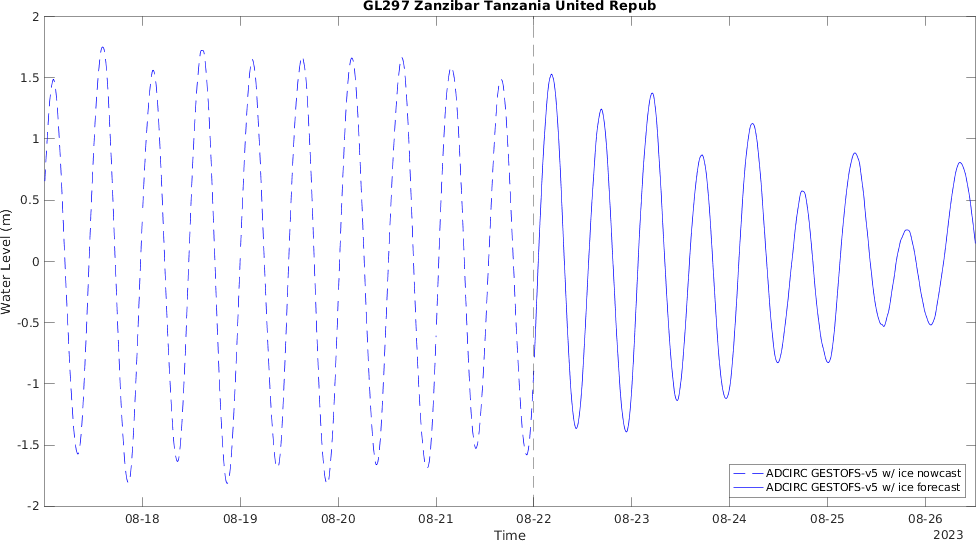 GL297 Zanzibar Tanzania United Repub
2
1.5
1
0.5
0
-0.5
-1
-1.5
-2
Water Level (m)
08-18 08-19 08-20 08-21 08-22 08-23 08-24 08-25 08-26
Time
2023
ADCIRC GESTOFS-v5 w/ ice nowcast
ADCIRC GESTOFS-v5 w/ ice forecast